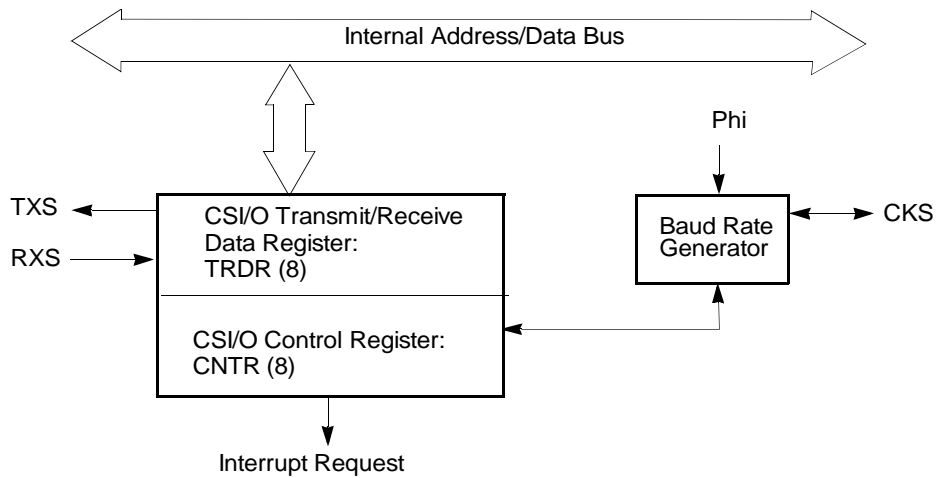 Internal Address/Data Bus
Phi
TXS
RXS
CSI/O Transmit/Receive
Data Register:
TRDR (8)
Baud Rate
Generator
CKS
CSI/O Control Register:
CNTR (8)
Interrupt Request